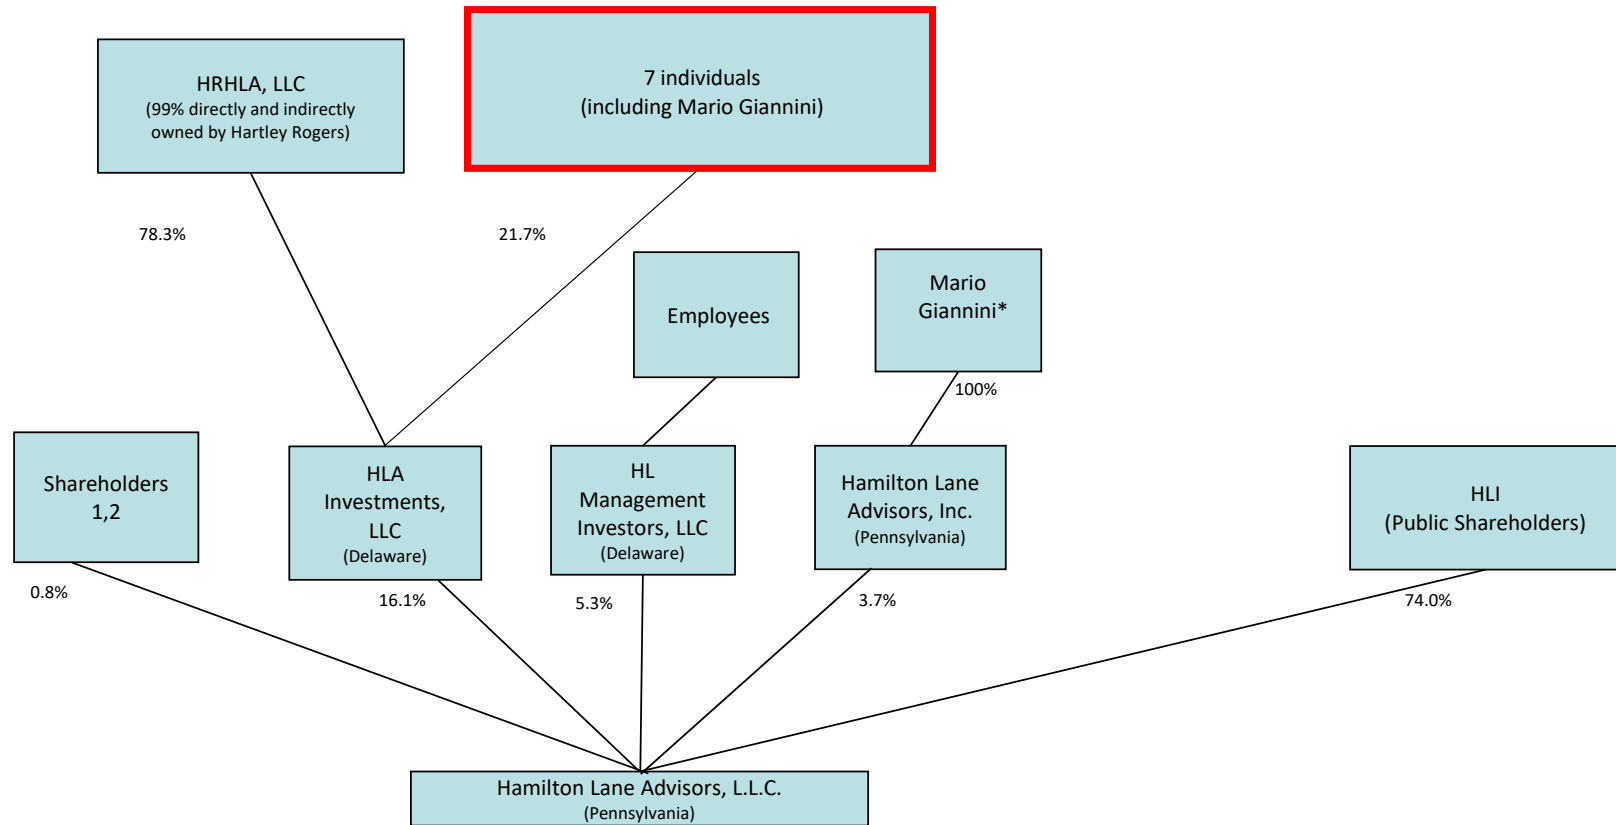 HRHLA, LLC
(99% directly and indirectly
owned by Hartley Rogers)
7 individuals
(including Mario Giannini)
78.3%
21.7%
Employees
Mario
Giannini*
100%
Shareholders
1,2
HLA
Investments,
LLC
(Delaware)
HL
Management
Investors, LLC
(Delaware)
Hamilton Lane
Advisors, Inc.
(Pennsylvania)
HLI
(Public Shareholders)
0.8%
16.1%
5.3%
3.7%
74.0%
Hamilton Lane Advisors, L.L.C.
(Pennsylvania)